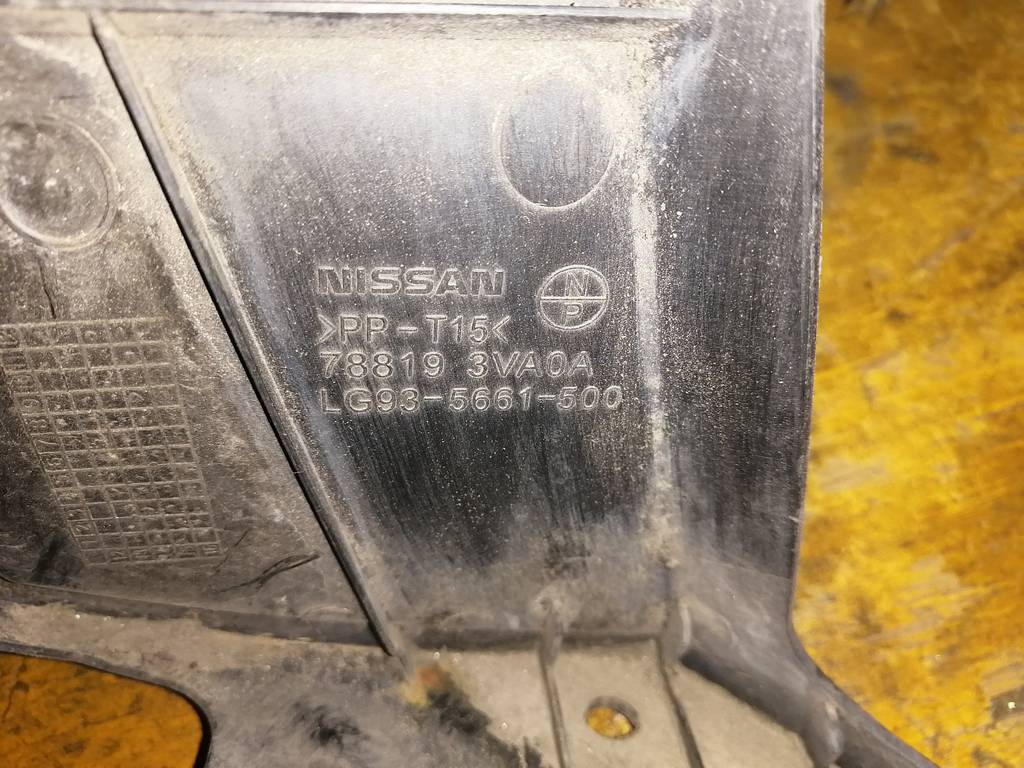 NISSAN
N
P
>PP-T15<
78819 3VA0A
LG93-5661-500